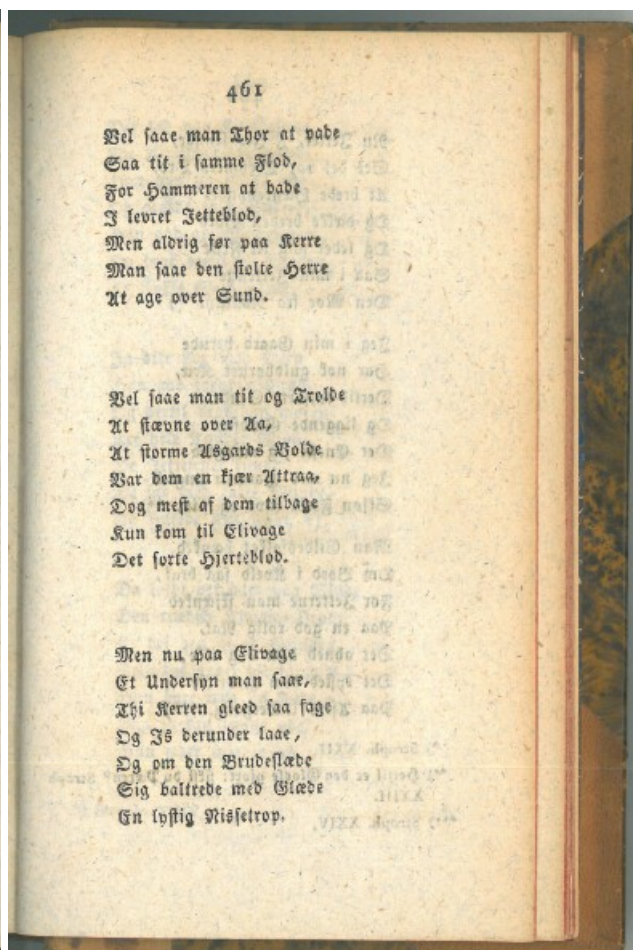 461
Vel saae man Thor at vade
Saa tit i samme Flod,
For Hammeren at bade
I levret Jetteblod,
Men aldrig før paa Kerre
Man saae den stolte Herre
At age over Sund.
Vel saae man tit og Trolde
At stævne over Aa,
At storme Asgards Volde
Var dem en kjær Attraa,
Dog mest af dem tilbage
Kun kom til Elivage
Det sorte Hjerteblod.
Men nu paa Elivage
Et Undersyn man saae,
Thi Kerren gleed saa fage
Og Is derunder laae,
Og om den Brudeslæde
Sig baltrede med Glæde
En lystig Nissetrop.